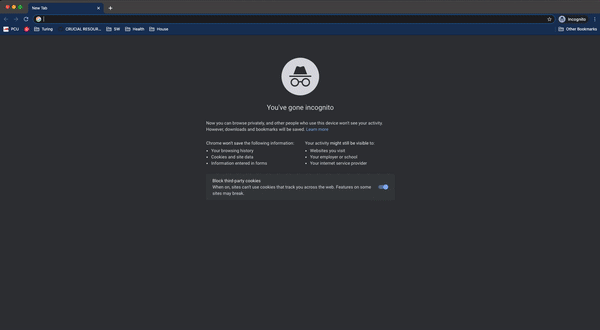 New Tab
Incognito
PCU Turing CRUCIAL RESOUR... SW Health House Other Bookmarks
You've gone incognito
Now you can browse privately, and other people who use this device won't see your activity.
However, downloads and bookmarks will be saved. Learn more
Chrome won't save the following information:
• Your browsing history
• Cookies and site data
• Information entered in forms
Your activity might still be visible to:
• Websites you visit
• Your employer or school
• Your internet service provider
Block third-party cookies
When on, sites can't use cookies that track you across the web. Features on some
sites may break.